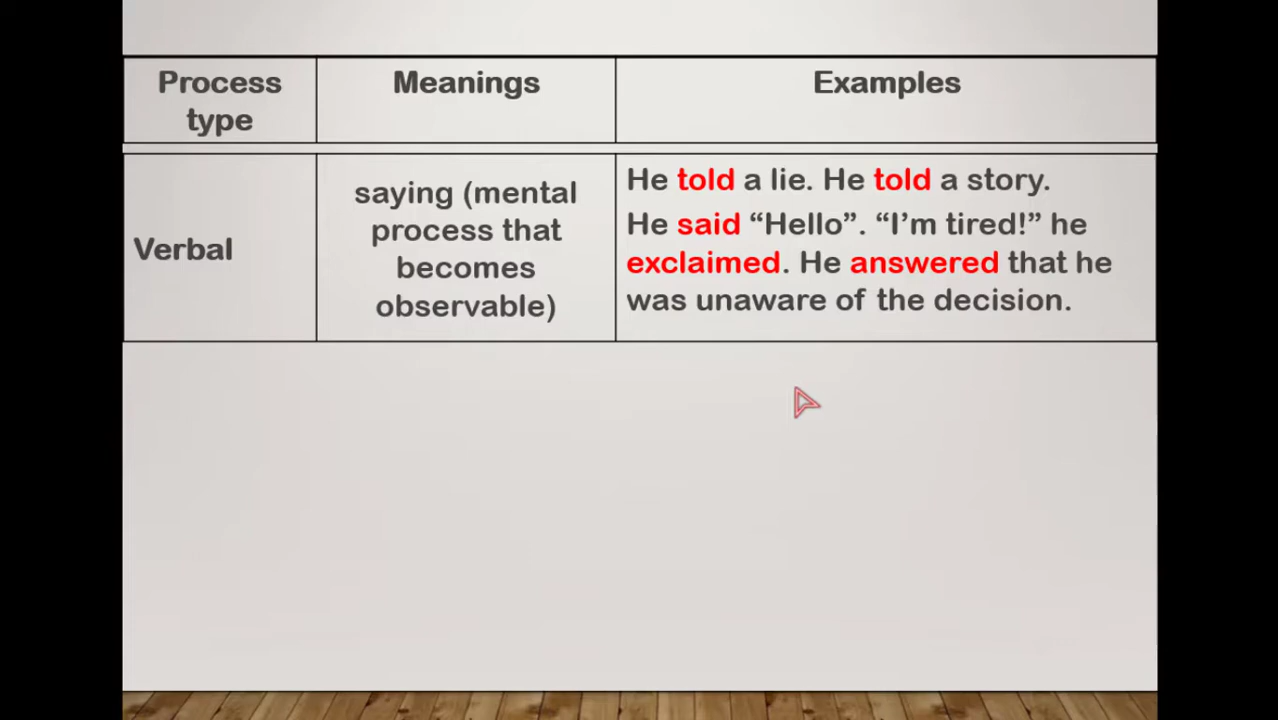 Process
type
Meanings
Examples
Verbal
saying (mental
process that
becomes
observable)
He told a lie. He told a story.
He said “Hello”. “I’m tired!” he
exclaimed. He answered that he
was unaware of the decision.